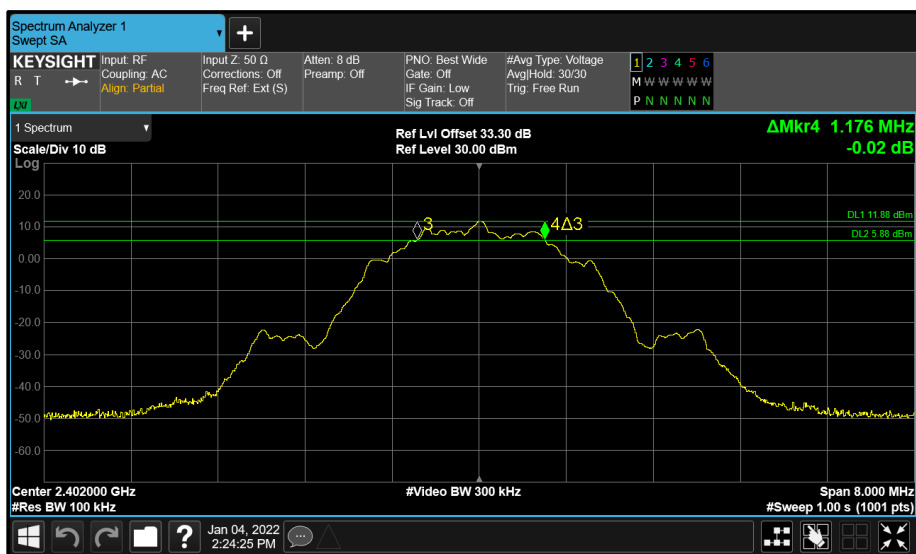 Spectrum Analyzer 1
Swept SA
+
KEYSIGHT
R T
LXI
Input: RF
Coupling: AC
Align: Partial
Input Z: 50 Ω
Corrections: Off
Freq Ref: Ext (S)
Atten: 8 dB
Preamp: Off
PNO: Best Wide
Gate: Off
IF Gain: Low
Sig Track: Off
#Avg Type: Voltage
Avg|Hold: 30/30
Trig: Free Run
1 2 3 4 5 6
M W W W W W
P N N N N N
1 Spectrum
Scale/Div 10 dB
Ref Lvl Offset 33.30 dB
Ref Level 30.00 dBm
ΔMkr4 1.176 MHz
-0.02 dB
Log
20.0
10.0
0.00
-10.0
-20.0
-30.0
-40.0
-50.0
-60.0
3
4Δ3
DL1 11.88 dBm
DL2 5.88 dBm
Center 2.402000 GHz
#Res BW 100 kHz
#Video BW 300 kHz
Span 8.000 MHz
#Sweep 1.00 s (1001 pts)
?
Jan 04, 2022
2:24:25 PM